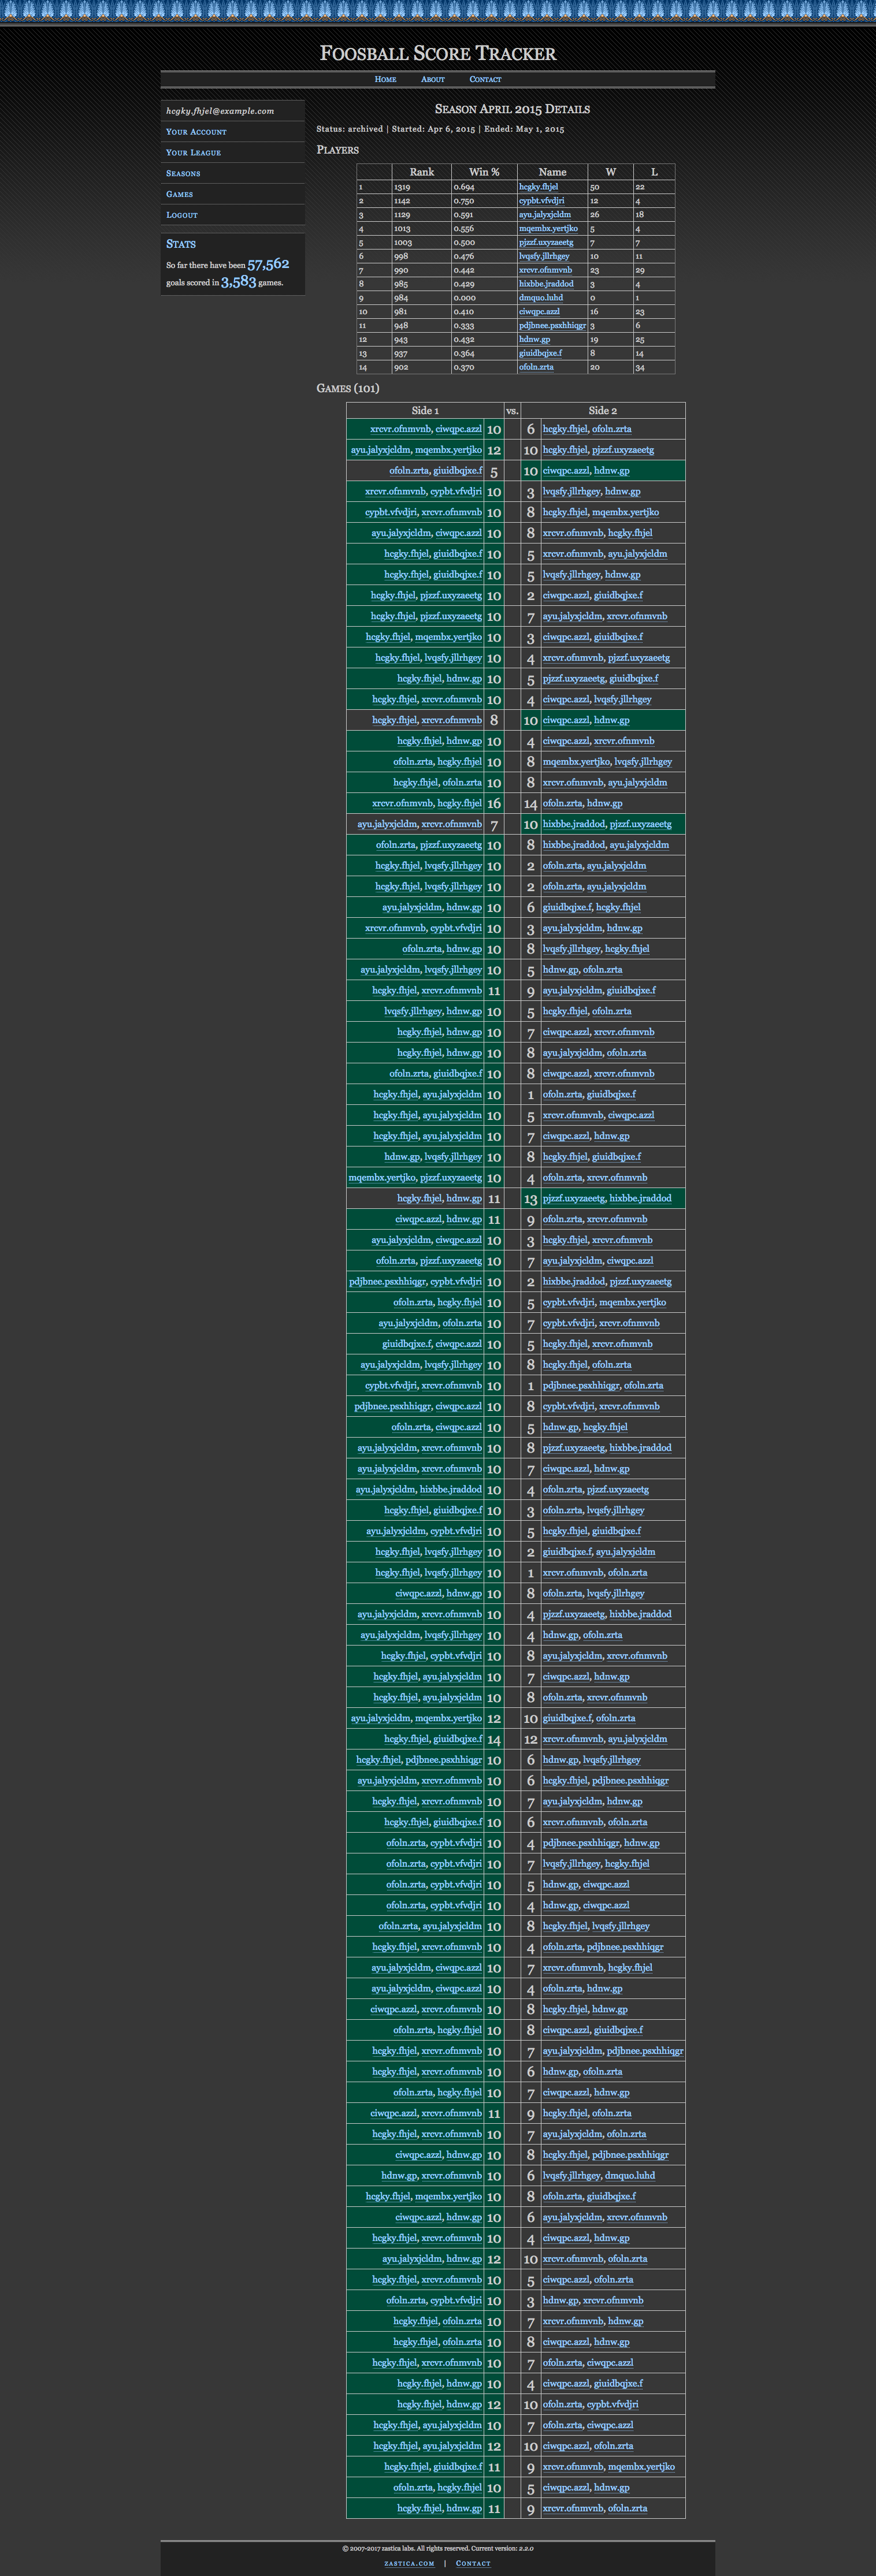 Foosball Score Tracker
Home About Contact
hcgky.fhjel@example.com
Your Account
Your League
Seasons
Games
Logout
Stats
So far there have been 57,562
goals scored in 3,583 games.
Season April 2015 Details
Status: archived | Started: Apr 6, 2015 | Ended: May 1, 2015
Players
Rank Win % Name W L
1 1319 0.694 hcgky.fhjel 50 22
2 1142 0.750 cypbt.vfvdjri 12 4
3 1129 0.591 ayu.jalyxjcldm 26 18
4 1013 0.556 mqembx.yertjko 5 4
5 1003 0.500 pjzzf.uxyzaeetg 7 7
6 998 0.476 lvqsfy.jllrhgey 10 11
7 990 0.442 xrcvr.ofnmvnb 23 29
8 985 0.429 hixbbe.jraddod 3 4
9 984 0.000 dmquo.luhd 0 1
10 981 0.410 ciwqpc.azzl 16 23
11 948 0.333 pdjbnee.psxhhiqgr 3 6
12 943 0.432 hdnw.gp 19 25
13 937 0.364 giuidbqjxe.f 8 14
14 902 0.370 ofoln.zrta 20 34
Games (101)
Side 1 vs. Side 2
xrcvr.ofnmvnb, ciwqpc.azzl 10 6 hcgky.fhjel, ofoln.zrta
ayu.jalyxjcldm, mqembx.yertjko 12 10 hcgky.fhjel, pjzzf.uxyzaeetg
ofoln.zrta, giuidbqjxe.f 5 10 ciwqpc.azzl, hdnw.gp
xrcvr.ofnmvnb, cypbt.vfvdjri 10 3 lvqsfy.jllrhgey, hdnw.gp
cypbt.vfvdjri, xrcvr.ofnmvnb 10 8 hcgky.fhjel, mqembx.yertjko
ayu.jalyxjcldm, ciwqpc.azzl 10 8 xrcvr.ofnmvnb, hcgky.fhjel
hcgky.fhjel, giuidbqjxe.f 10 5 xrcvr.ofnmvnb, ayu.jalyxjcldm
hcgky.fhjel, giuidbqjxe.f 10 5 lvqsfy.jllrhgey, hdnw.gp
hcgky.fhjel, pjzzf.uxyzaeetg 10 2 ciwqpc.azzl, giuidbqjxe.f
hcgky.fhjel, pjzzf.uxyzaeetg 10 7 ayu.jalyxjcldm, xrcvr.ofnmvnb
hcgky.fhjel, mqembx.yertjko 10 3 ciwqpc.azzl, giuidbqjxe.f
hcgky.fhjel, lvqsfy.jllrhgey 10 4 xrcvr.ofnmvnb, pjzzf.uxyzaeetg
hcgky.fhjel, hdnw.gp 10 5 pjzzf.uxyzaeetg, giuidbqjxe.f
hcgky.fhjel, xrcvr.ofnmvnb 10 4 ciwqpc.azzl, lvqsfy.jllrhgey
hcgky.fhjel, xrcvr.ofnmvnb 8 10 ciwqpc.azzl, hdnw.gp
hcgky.fhjel, hdnw.gp 10 4 ciwqpc.azzl, xrcvr.ofnmvnb
ofoln.zrta, hcgky.fhjel 10 8 mqembx.yertjko, lvqsfy.jllrhgey
hcgky.fhjel, ofoln.zrta 10 8 xrcvr.ofnmvnb, ayu.jalyxjcldm
xrcvr.ofnmvnb, hcgky.fhjel 16 14 ofoln.zrta, hdnw.gp
ayu.jalyxjcldm, xrcvr.ofnmvnb 7 10 hixbbe.jraddod, pjzzf.uxyzaeetg
ofoln.zrta, pjzzf.uxyzaeetg 10 8 hixbbe.jraddod, ayu.jalyxjcldm
hcgky.fhjel, lvqsfy.jllrhgey 10 2 ofoln.zrta, ayu.jalyxjcldm
hcgky.fhjel, lvqsfy.jllrhgey 10 2 ofoln.zrta, ayu.jalyxjcldm
ayu.jalyxjcldm, hdnw.gp 10 6 giuidbqjxe.f, hcgky.fhjel
xrcvr.ofnmvnb, cypbt.vfvdjri 10 3 ayu.jalyxjcldm, hdnw.gp
ofoln.zrta, hdnw.gp 10 8 lvqsfy.jllrhgey, hcgky.fhjel
ayu.jalyxjcldm, lvqsfy.jllrhgey 10 5 hdnw.gp, ofoln.zrta
hcgky.fhjel, xrcvr.ofnmvnb 11 9 ayu.jalyxjcldm, giuidbqjxe.f
lvqsfy.jllrhgey, hdnw.gp 10 5 hcgky.fhjel, ofoln.zrta
hcgky.fhjel, hdnw.gp 10 7 ciwqpc.azzl, xrcvr.ofnmvnb
hcgky.fhjel, hdnw.gp 10 8 ayu.jalyxjcldm, ofoln.zrta
ofoln.zrta, giuidbqjxe.f 10 8 ciwqpc.azzl, xrcvr.ofnmvnb
hcgky.fhjel, ayu.jalyxjcldm 10 1 ofoln.zrta, giuidbqjxe.f
hcgky.fhjel, ayu.jalyxjcldm 10 5 xrcvr.ofnmvnb, ciwqpc.azzl
hcgky.fhjel, ayu.jalyxjcldm 10 7 ciwqpc.azzl, hdnw.gp
hdnw.gp, lvqsfy.jllrhgey 10 8 hcgky.fhjel, giuidbqjxe.f
mqembx.yertjko, pjzzf.uxyzaeetg 10 4 ofoln.zrta, xrcvr.ofnmvnb
hcgky.fhjel, hdnw.gp 11 13 pjzzf.uxyzaeetg, hixbbe.jraddod
ciwqpc.azzl, hdnw.gp 11 9 ofoln.zrta, xrcvr.ofnmvnb
ayu.jalyxjcldm, ciwqpc.azzl 10 3 hcgky.fhjel, xrcvr.ofnmvnb
ofoln.zrta, pjzzf.uxyzaeetg 10 7 ayu.jalyxjcldm, ciwqpc.azzl
pdjbnee.psxhhiqgr, cypbt.vfvdjri 10 2 hixbbe.jraddod, pjzzf.uxyzaeetg
ofoln.zrta, hcgky.fhjel 10 5 cypbt.vfvdjri, mqembx.yertjko
ayu.jalyxjcldm, ofoln.zrta 10 7 cypbt.vfvdjri, xrcvr.ofnmvnb
giuidbqjxe.f, ciwqpc.azzl 10 5 hcgky.fhjel, xrcvr.ofnmvnb
ayu.jalyxjcldm, lvqsfy.jllrhgey 10 8 hcgky.fhjel, ofoln.zrta
cypbt.vfvdjri, xrcvr.ofnmvnb 10 1 pdjbnee.psxhhiqgr, ofoln.zrta
pdjbnee.psxhhiqgr, ciwqpc.azzl 10 8 cypbt.vfvdjri, xrcvr.ofnmvnb
ofoln.zrta, ciwqpc.azzl 10 5 hdnw.gp, hcgky.fhjel
ayu.jalyxjcldm, xrcvr.ofnmvnb 10 8 pjzzf.uxyzaeetg, hixbbe.jraddod
ayu.jalyxjcldm, xrcvr.ofnmvnb 10 7 ciwqpc.azzl, hdnw.gp
ayu.jalyxjcldm, hixbbe.jraddod 10 4 ofoln.zrta, pjzzf.uxyzaeetg
hcgky.fhjel, giuidbqjxe.f 10 3 ofoln.zrta, lvqsfy.jllrhgey
ayu.jalyxjcldm, cypbt.vfvdjri 10 5 hcgky.fhjel, giuidbqjxe.f
hcgky.fhjel, lvqsfy.jllrhgey 10 2 giuidbqjxe.f, ayu.jalyxjcldm
hcgky.fhjel, lvqsfy.jllrhgey 10 1 xrcvr.ofnmvnb, ofoln.zrta
ciwqpc.azzl, hdnw.gp 10 8 ofoln.zrta, lvqsfy.jllrhgey
ayu.jalyxjcldm, xrcvr.ofnmvnb 10 4 pjzzf.uxyzaeetg, hixbbe.jraddod
ayu.jalyxjcldm, lvqsfy.jllrhgey 10 4 hdnw.gp, ofoln.zrta
hcgky.fhjel, cypbt.vfvdjri 10 8 ayu.jalyxjcldm, xrcvr.ofnmvnb
hcgky.fhjel, ayu.jalyxjcldm 10 7 ciwqpc.azzl, hdnw.gp
hcgky.fhjel, ayu.jalyxjcldm 10 8 ofoln.zrta, xrcvr.ofnmvnb
ayu.jalyxjcldm, mqembx.yertjko 12 10 giuidbqjxe.f, ofoln.zrta
hcgky.fhjel, giuidbqjxe.f 14 12 xrcvr.ofnmvnb, ayu.jalyxjcldm
hcgky.fhjel, pdjbnee.psxhhiqgr 10 6 hdnw.gp, lvqsfy.jllrhgey
ayu.jalyxjcldm, xrcvr.ofnmvnb 10 6 hcgky.fhjel, pdjbnee.psxhhiqgr
hcgky.fhjel, xrcvr.ofnmvnb 10 7 ayu.jalyxjcldm, hdnw.gp
hcgky.fhjel, giuidbqjxe.f 10 6 xrcvr.ofnmvnb, ofoln.zrta
ofoln.zrta, cypbt.vfvdjri 10 4 pdjbnee.psxhhiqgr, hdnw.gp
ofoln.zrta, cypbt.vfvdjri 10 7 lvqsfy.jllrhgey, hcgky.fhjel
ofoln.zrta, cypbt.vfvdjri 10 5 hdnw.gp, ciwqpc.azzl
ofoln.zrta, cypbt.vfvdjri 10 4 hdnw.gp, ciwqpc.azzl
ofoln.zrta, ayu.jalyxjcldm 10 8 hcgky.fhjel, lvqsfy.jllrhgey
hcgky.fhjel, xrcvr.ofnmvnb 10 4 ofoln.zrta, pdjbnee.psxhhiqgr
ayu.jalyxjcldm, ciwqpc.azzl 10 7 xrcvr.ofnmvnb, hcgky.fhjel
ayu.jalyxjcldm, ciwqpc.azzl 10 4 ofoln.zrta, hdnw.gp
ciwqpc.azzl, xrcvr.ofnmvnb 10 8 hcgky.fhjel, hdnw.gp
ofoln.zrta, hcgky.fhjel 10 8 ciwqpc.azzl, giuidbqjxe.f
hcgky.fhjel, xrcvr.ofnmvnb 10 7 ayu.jalyxjcldm, pdjbnee.psxhhiqgr
hcgky.fhjel, xrcvr.ofnmvnb 10 6 hdnw.gp, ofoln.zrta
ofoln.zrta, hcgky.fhjel 10 7 ciwqpc.azzl, hdnw.gp
ciwqpc.azzl, xrcvr.ofnmvnb 11 9 hcgky.fhjel, ofoln.zrta
hcgky.fhjel, xrcvr.ofnmvnb 10 7 ayu.jalyxjcldm, ofoln.zrta
ciwqpc.azzl, hdnw.gp 10 8 hcgky.fhjel, pdjbnee.psxhhiqgr
hdnw.gp, xrcvr.ofnmvnb 10 6 lvqsfy.jllrhgey, dmquo.luhd
hcgky.fhjel, mqembx.yertjko 10 8 ofoln.zrta, giuidbqjxe.f
ciwqpc.azzl, hdnw.gp 10 6 ayu.jalyxjcldm, xrcvr.ofnmvnb
hcgky.fhjel, xrcvr.ofnmvnb 10 4 ciwqpc.azzl, hdnw.gp
ayu.jalyxjcldm, hdnw.gp 12 10 xrcvr.ofnmvnb, ofoln.zrta
hcgky.fhjel, xrcvr.ofnmvnb 10 5 ciwqpc.azzl, ofoln.zrta
ofoln.zrta, cypbt.vfvdjri 10 3 hdnw.gp, xrcvr.ofnmvnb
hcgky.fhjel, ofoln.zrta 10 7 xrcvr.ofnmvnb, hdnw.gp
hcgky.fhjel, ofoln.zrta 10 8 ciwqpc.azzl, hdnw.gp
hcgky.fhjel, xrcvr.ofnmvnb 10 7 ofoln.zrta, ciwqpc.azzl
hcgky.fhjel, hdnw.gp 10 4 ciwqpc.azzl, giuidbqjxe.f
hcgky.fhjel, hdnw.gp 12 10 ofoln.zrta, cypbt.vfvdjri
hcgky.fhjel, ayu.jalyxjcldm 10 7 ofoln.zrta, ciwqpc.azzl
hcgky.fhjel, ayu.jalyxjcldm 12 10 ciwqpc.azzl, ofoln.zrta
hcgky.fhjel, giuidbqjxe.f 11 9 xrcvr.ofnmvnb, mqembx.yertjko
ofoln.zrta, hcgky.fhjel 10 5 ciwqpc.azzl, hdnw.gp
hcgky.fhjel, hdnw.gp 11 9 xrcvr.ofnmvnb, ofoln.zrta
© 2007-2017 zastica labs. All rights reserved. Current version: 2.2.0
zastica.com | Contact